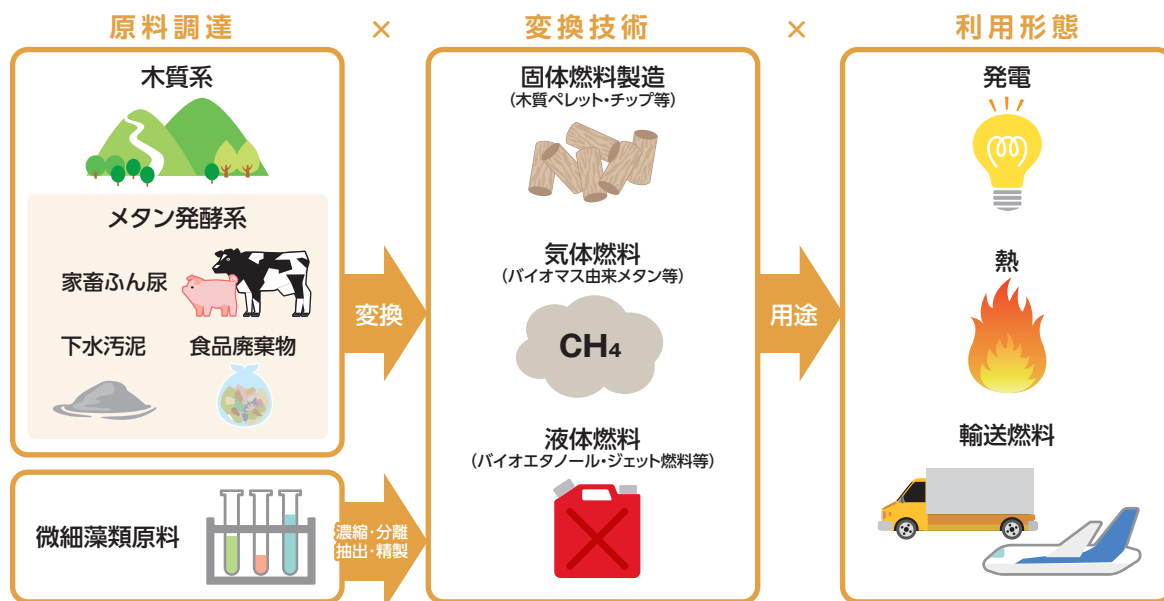 原料調達 × 変換技術 × 利用形態
木質系
メタン発酵系
家畜ふん尿
下水汚泥 食品廃棄物
微細藻類原料
変換
濃縮・分離
抽出・精製
固体燃料製造
(木質ペレット・チップ等)
気体燃料
(バイオマス由来メタン等)
CH4
液体燃料
(バイオエタノール・ジェット燃料等)
用途
発電
熱
輸送燃料